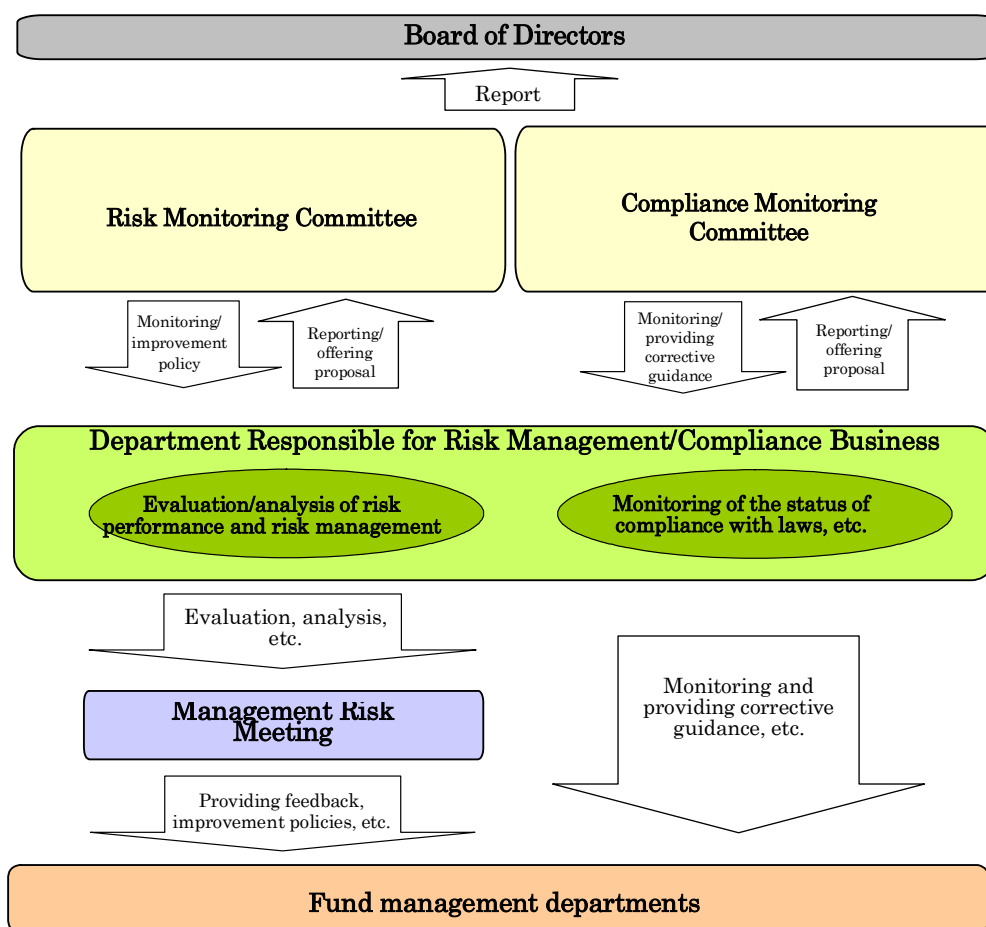 Board of Directors
Report
Risk Monitoring Committee
Compliance Monitoring
Committee
Monitoring/
improvement
policy
Reporting/
offering
proposal
Monitoring/
providing
corrective
guidance
Reporting/
offering
proposal
Department Responsible for Risk Management/Compliance Business
Evaluation/analysis of risk
performance and risk management
Monitoring of the status of
compliance with laws, etc.
Evaluation, analysis,
etc.
Management Risk
Meeting
Monitoring and
providing corrective
guidance, etc.
Providing feedback,
improvement policies, etc.
Fund management departments